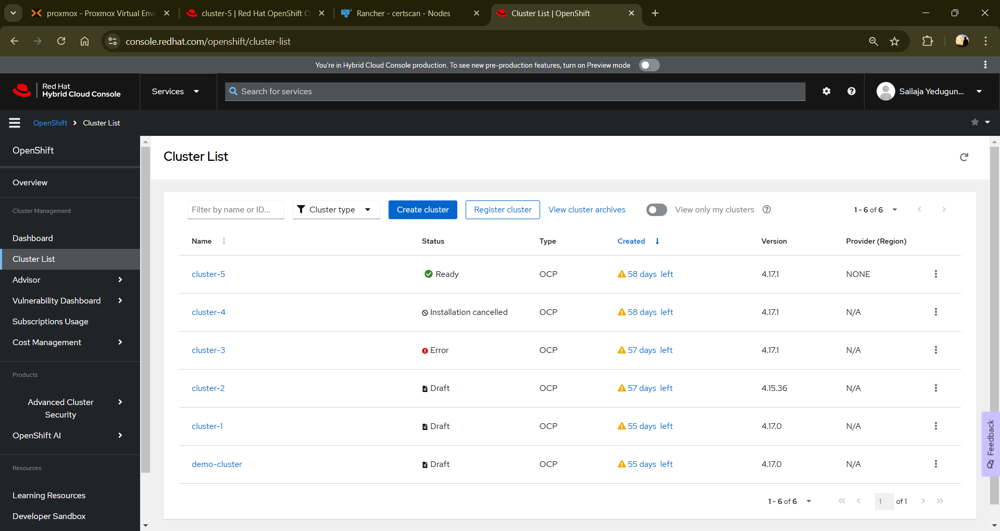 proxmox - Proxmox Virtual Envi
cluster-5 | Red Hat OpenShift C
Rancher - certscan - Nodes
Cluster List | OpenShift
console.redhat.com/openshift/cluster-list
You're in Hybrid Cloud Console production. To see new pre-production features, turn on Preview mode
Red Hat
Hybrid Cloud Console
Services
Search for services
Sailaja Yedugun...
OpenShift > Cluster List
OpenShift
Overview
Cluster Management
Dashboard
Cluster List
Advisor
Vulnerability Dashboard
Subscriptions Usage
Cost Management
Products
Advanced Cluster
Security
OpenShift AI
Resources
Learning Resources
Developer Sandbox
Cluster List
Filter by name or ID...
Cluster type
Create cluster
Register cluster
View cluster archives
View only my clusters
1 - 6 of 6
Name Status Type Created Version Provider (Region)
cluster-5 Ready OCP 58 days left 4.17.1 NONE
cluster-4 Installation cancelled OCP 58 days left 4.17.1 N/A
cluster-3 Error OCP 57 days left 4.17.1 N/A
cluster-2 Draft OCP 57 days left 4.15.36 N/A
cluster-1 Draft OCP 55 days left 4.17.0 N/A
demo-cluster Draft OCP 55 days left 4.17.0 N/A
1 - 6 of 6
1 of 1
Feedback